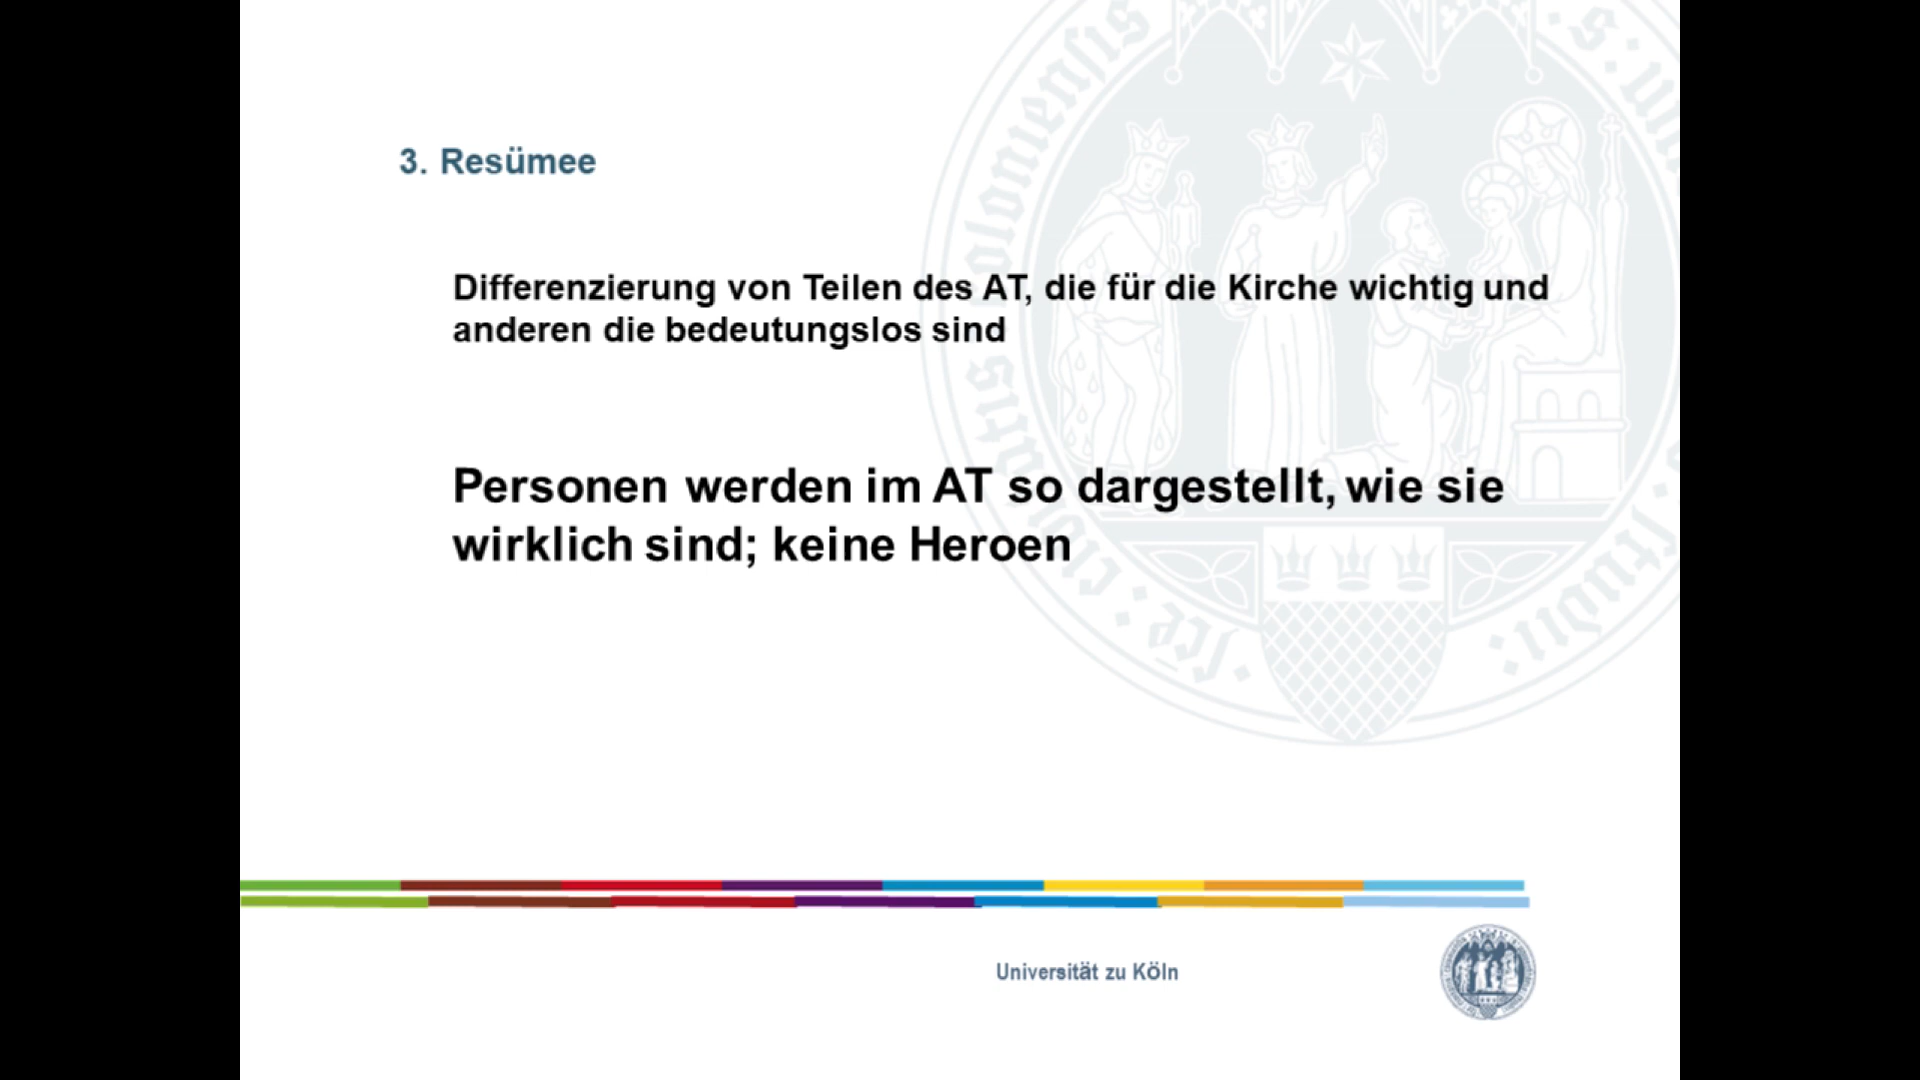 3. Resümee
Differenzierung von Teilen des AT, die für die Kirche wichtig und
anderen die bedeutungslos sind
Personen werden im AT so dargestellt, wie sie
wirklich sind; keine Heroen
Universität zu Köln